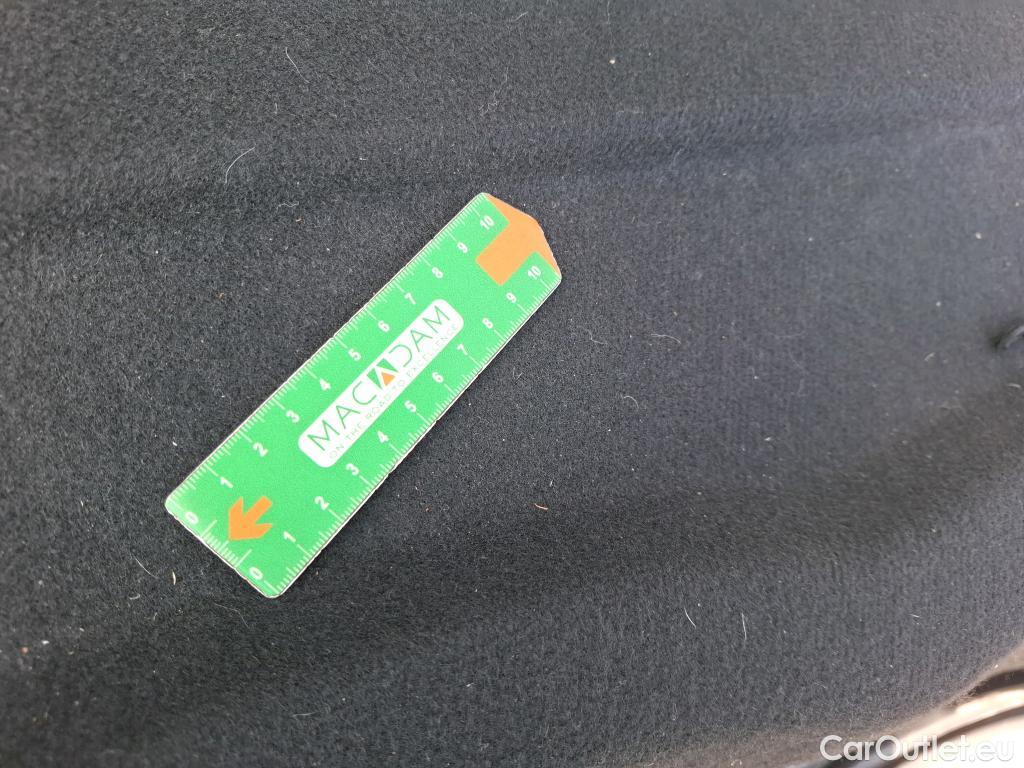 0 1 2 3 4 5 6 7 8 9 10
MACADAM
ON THE ROAD TO EXCELLENCE
0 1 2 3 4 5 6 7 8 9 10
CarOutlet.eu